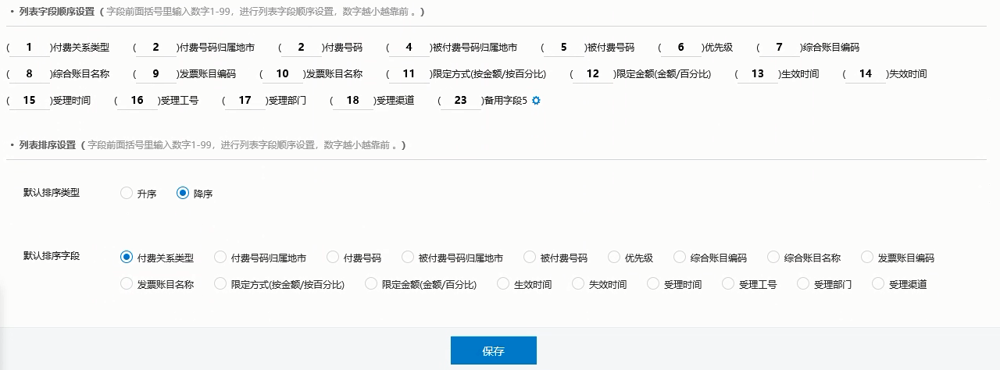 • 列表字段顺序设置 ( 字段前面括号里输入数字1-99，进行列表字段顺序设置，数字越小越靠前 。)
( 1 )付费关系类型 ( 2 )付费号码归属地市 ( 2 )付费号码 ( 4 )被付费号码归属地市 ( 5 )被付费号码 ( 6 )优先级 ( 7 )综合账目编码
( 8 )综合账目名称 ( 9 )发票账目编码 ( 10 )发票账目名称 ( 11 )限定方式(按金额/按百分比) ( 12 )限定金额(金额/百分比) ( 13 )生效时间 ( 14 )失效时间
( 15 )受理时间 ( 16 )受理工号 ( 17 )受理部门 ( 18 )受理渠道 ( 23 )备用字段5
• 列表排序设置 ( 字段前面括号里输入数字1-99，进行列表字段顺序设置，数字越小越靠前 。)
默认排序类型 升序 降序
默认排序字段 付费关系类型 付费号码归属地市 付费号码 被付费号码归属地市 被付费号码 优先级 综合账目编码 综合账目名称 发票账目编码
发票账目名称 限定方式(按金额/按百分比) 限定金额(金额/百分比) 生效时间 失效时间 受理时间 受理工号 受理部门 受理渠道
保存